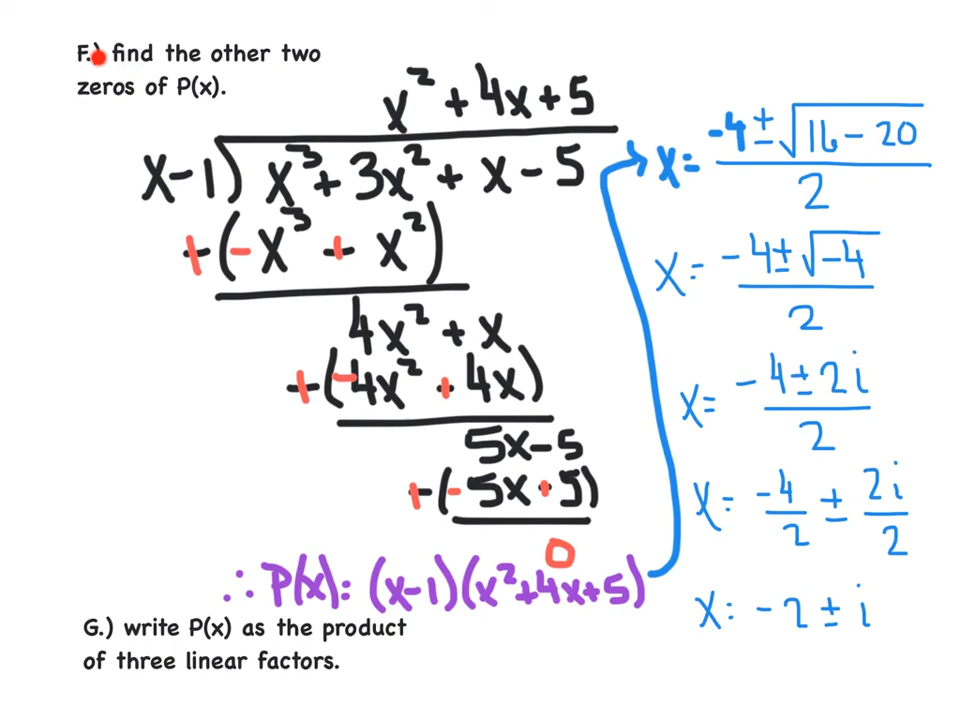 F.) find the other two
zeros of P(x).
x² + 4x + 5
x - 1 ) x³ + 3x² + x - 5
+(-x³ + x²)
4x² + x
+(-4x² + 4x)
5x - 5
+(-5x + 5)
0
∴ P(x) = (x-1)(x²+4x+5)
x = (-4 ± √(16 - 20)) / 2
x = (-4 ± √-4) / 2
x = (-4 ± 2i) / 2
x = -4/2 ± 2i/2
x = -2 ± i
G.) write P(x) as the product
of three linear factors.